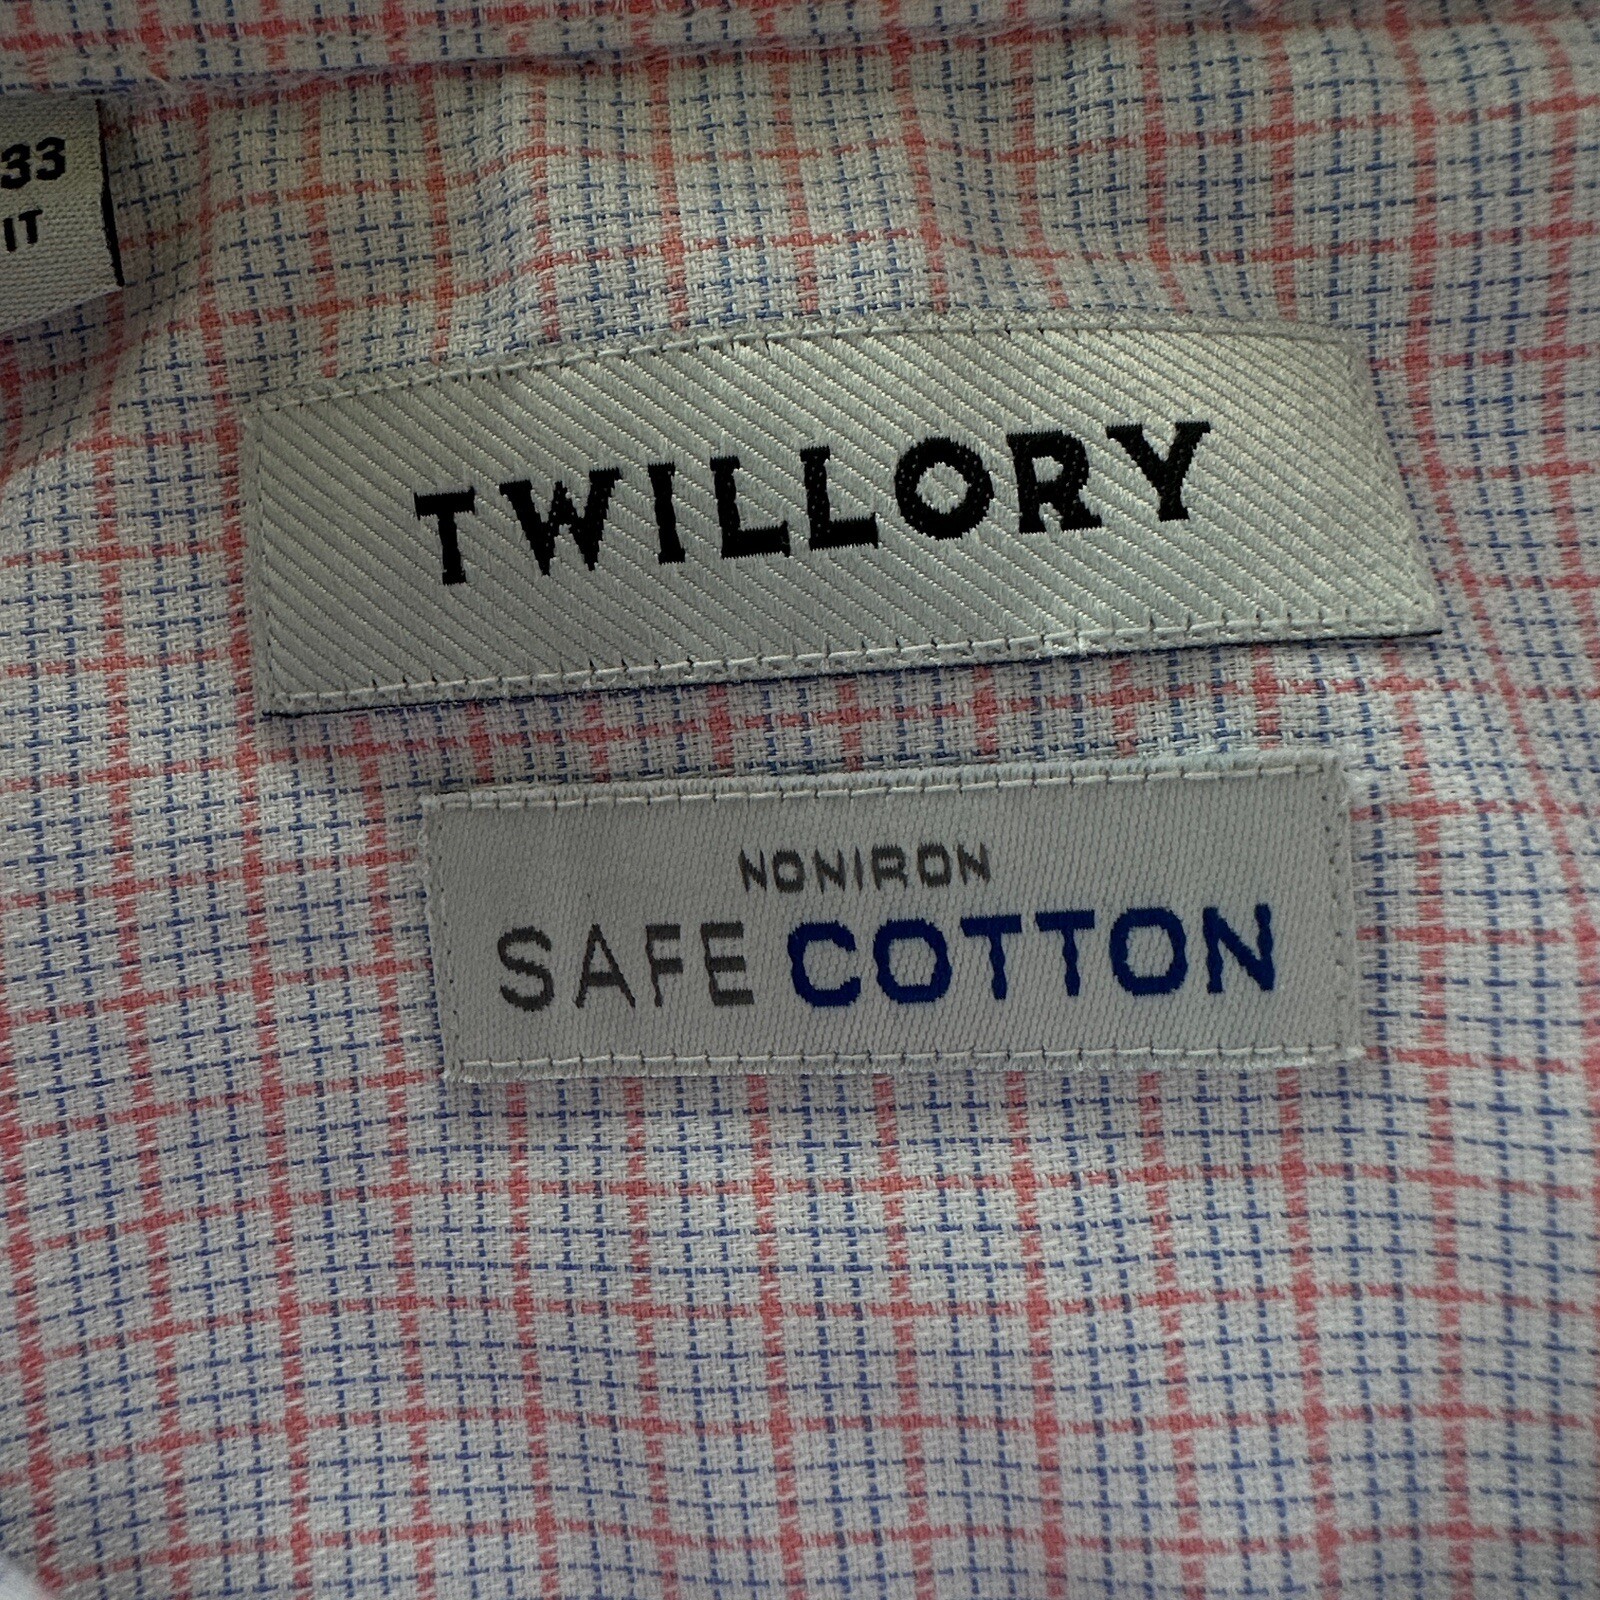 33
IT
TWILLORY
NONIRON
SAFE COTTON